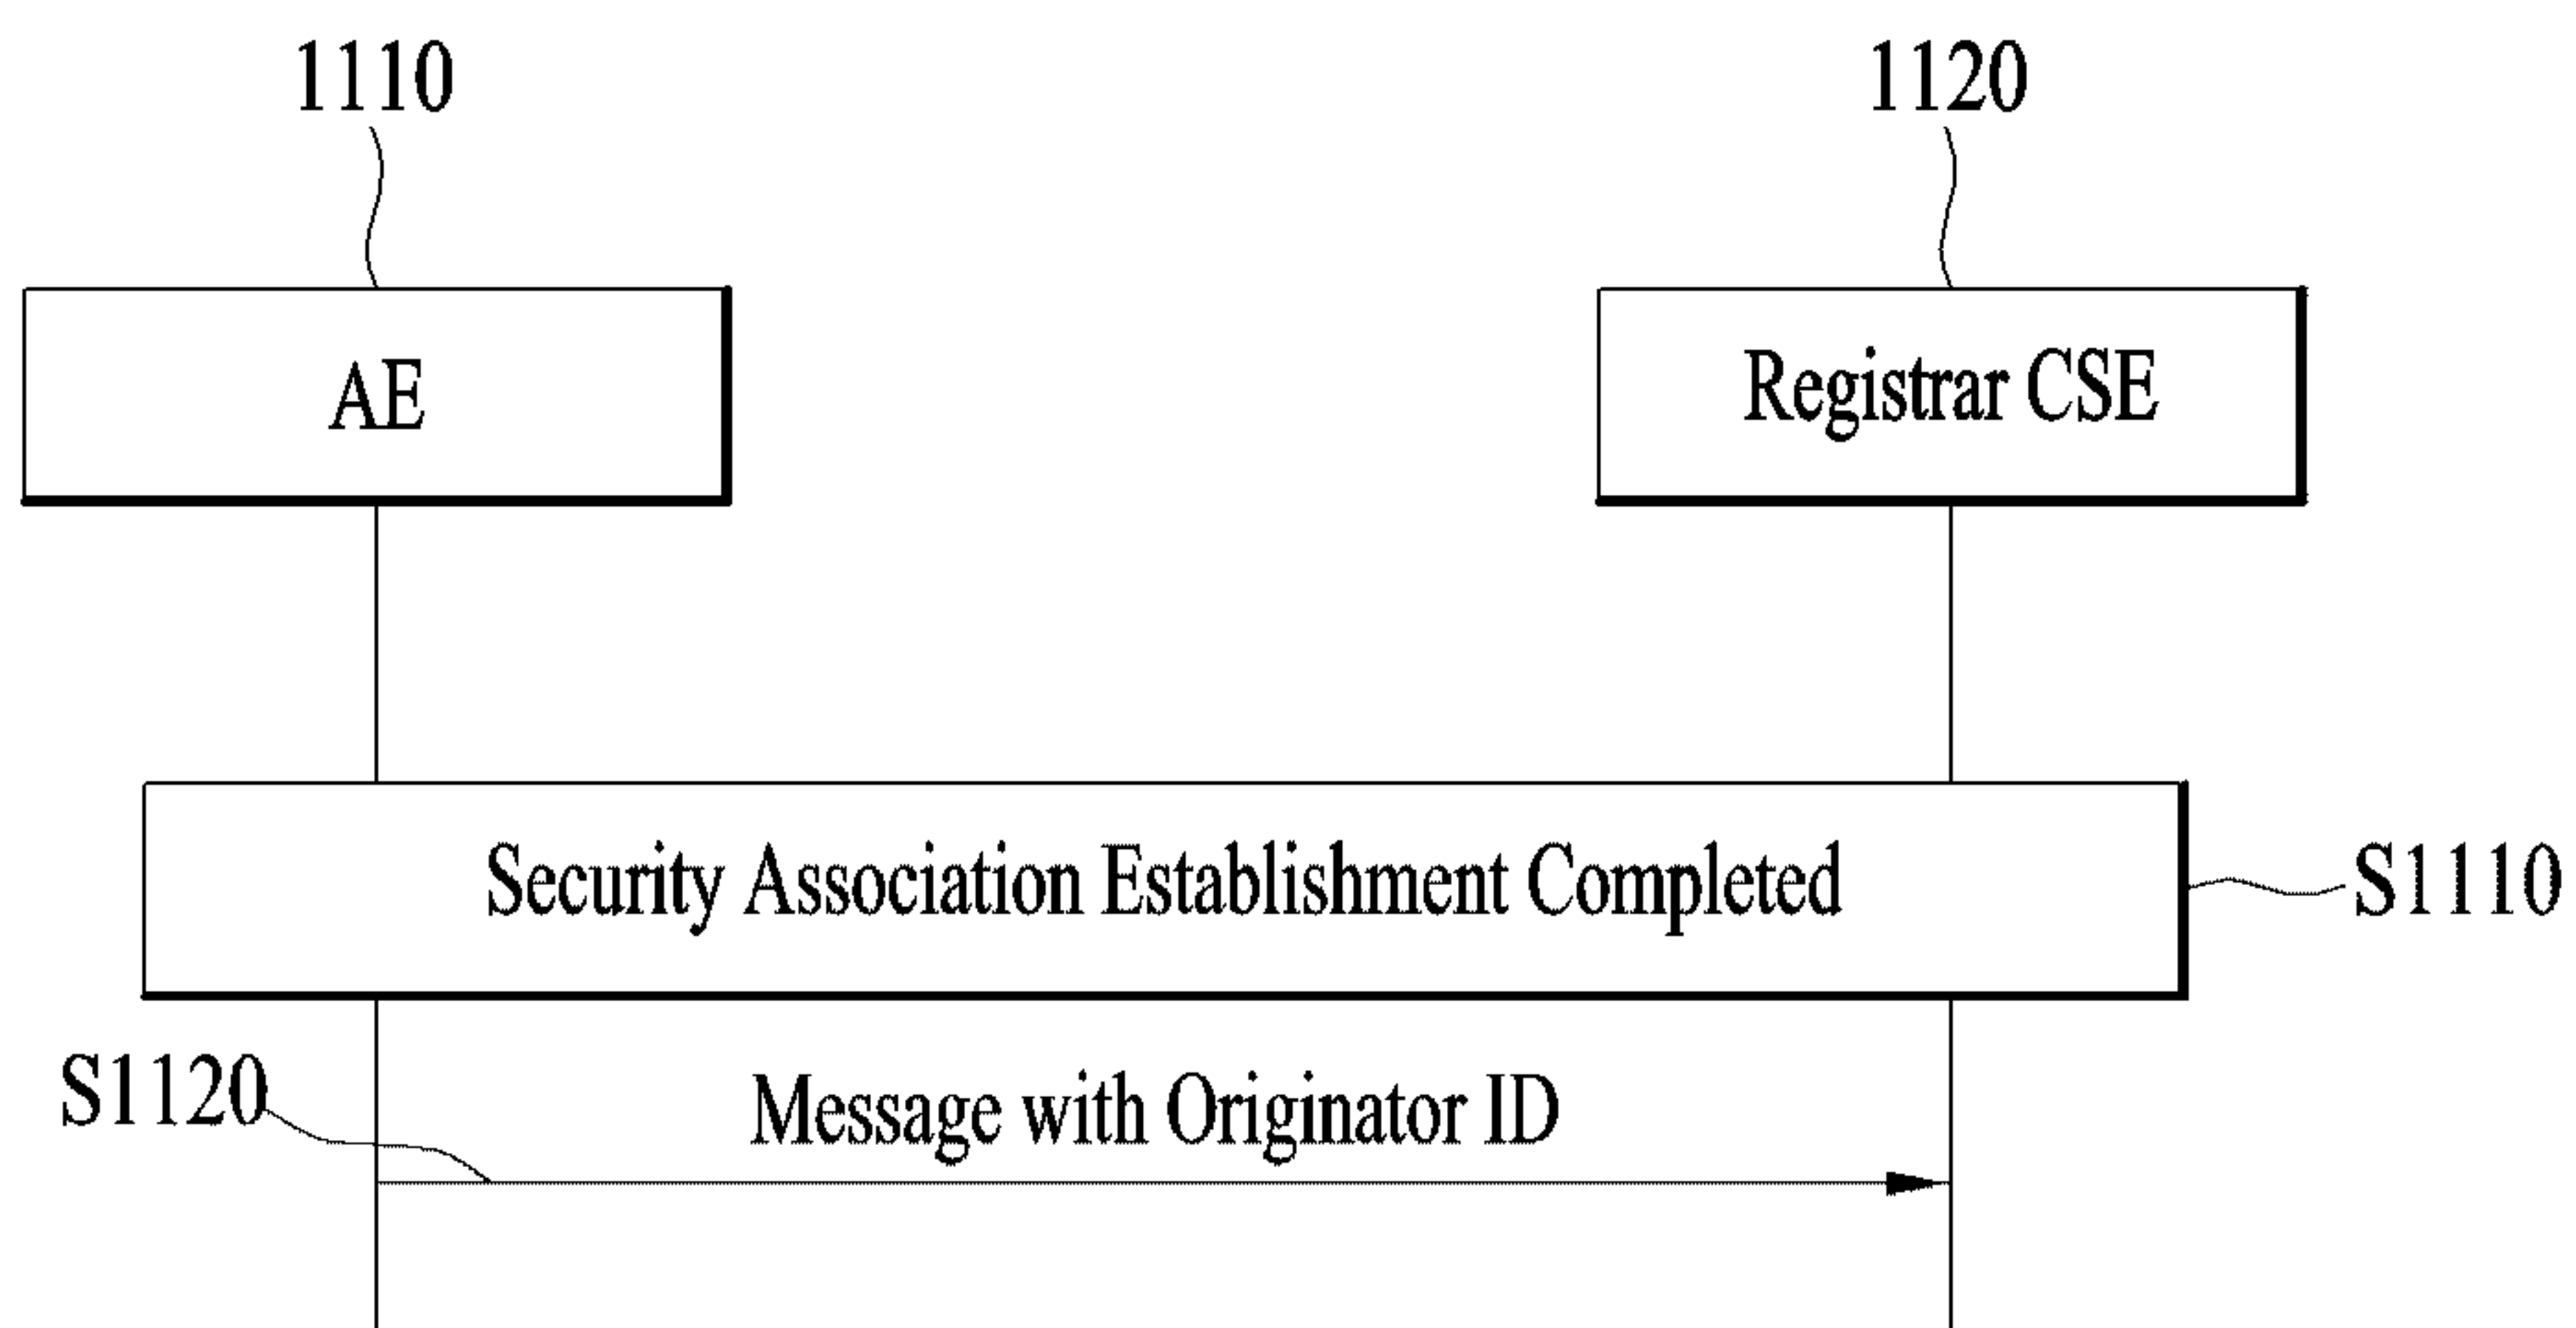 1110
1120
AE
Registrar CSE
Security Association Establishment Completed
S1110
S1120
Message with Originator ID